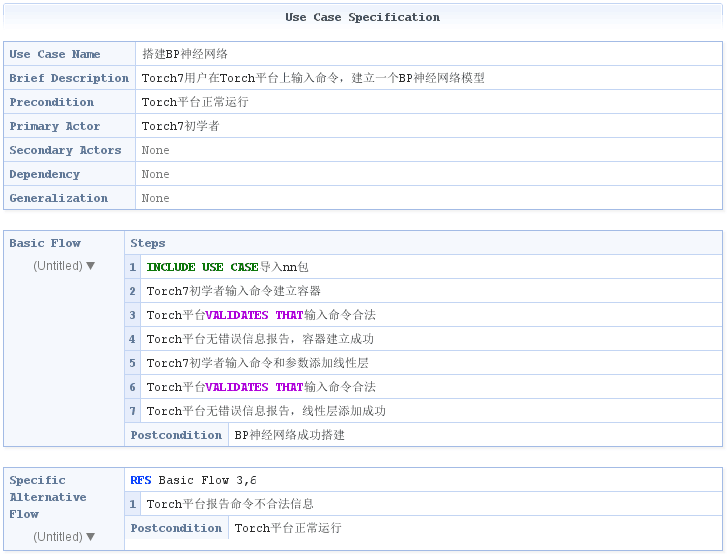 Use Case Specification
Use Case Name 搭建BP神经网络
Brief Description Torch7用户在Torch平台上输入命令，建立一个BP神经网络模型
Precondition Torch平台正常运行
Primary Actor Torch7初学者
Secondary Actors None
Dependency None
Generalization None
Basic Flow Steps
(Untitled) ▼
1 INCLUDE USE CASE导入nn包
2 Torch7初学者输入命令建立容器
3 Torch平台VALIDATES THAT输入命令合法
4 Torch平台无错误信息报告，容器建立成功
5 Torch7初学者输入命令和参数添加线性层
6 Torch平台VALIDATES THAT输入命令合法
7 Torch平台无错误信息报告，线性层添加成功
Postcondition BP神经网络成功搭建
Specific
Alternative
Flow
(Untitled) ▼
RFS Basic Flow 3,6
1 Torch平台报告命令不合法信息
Postcondition Torch平台正常运行